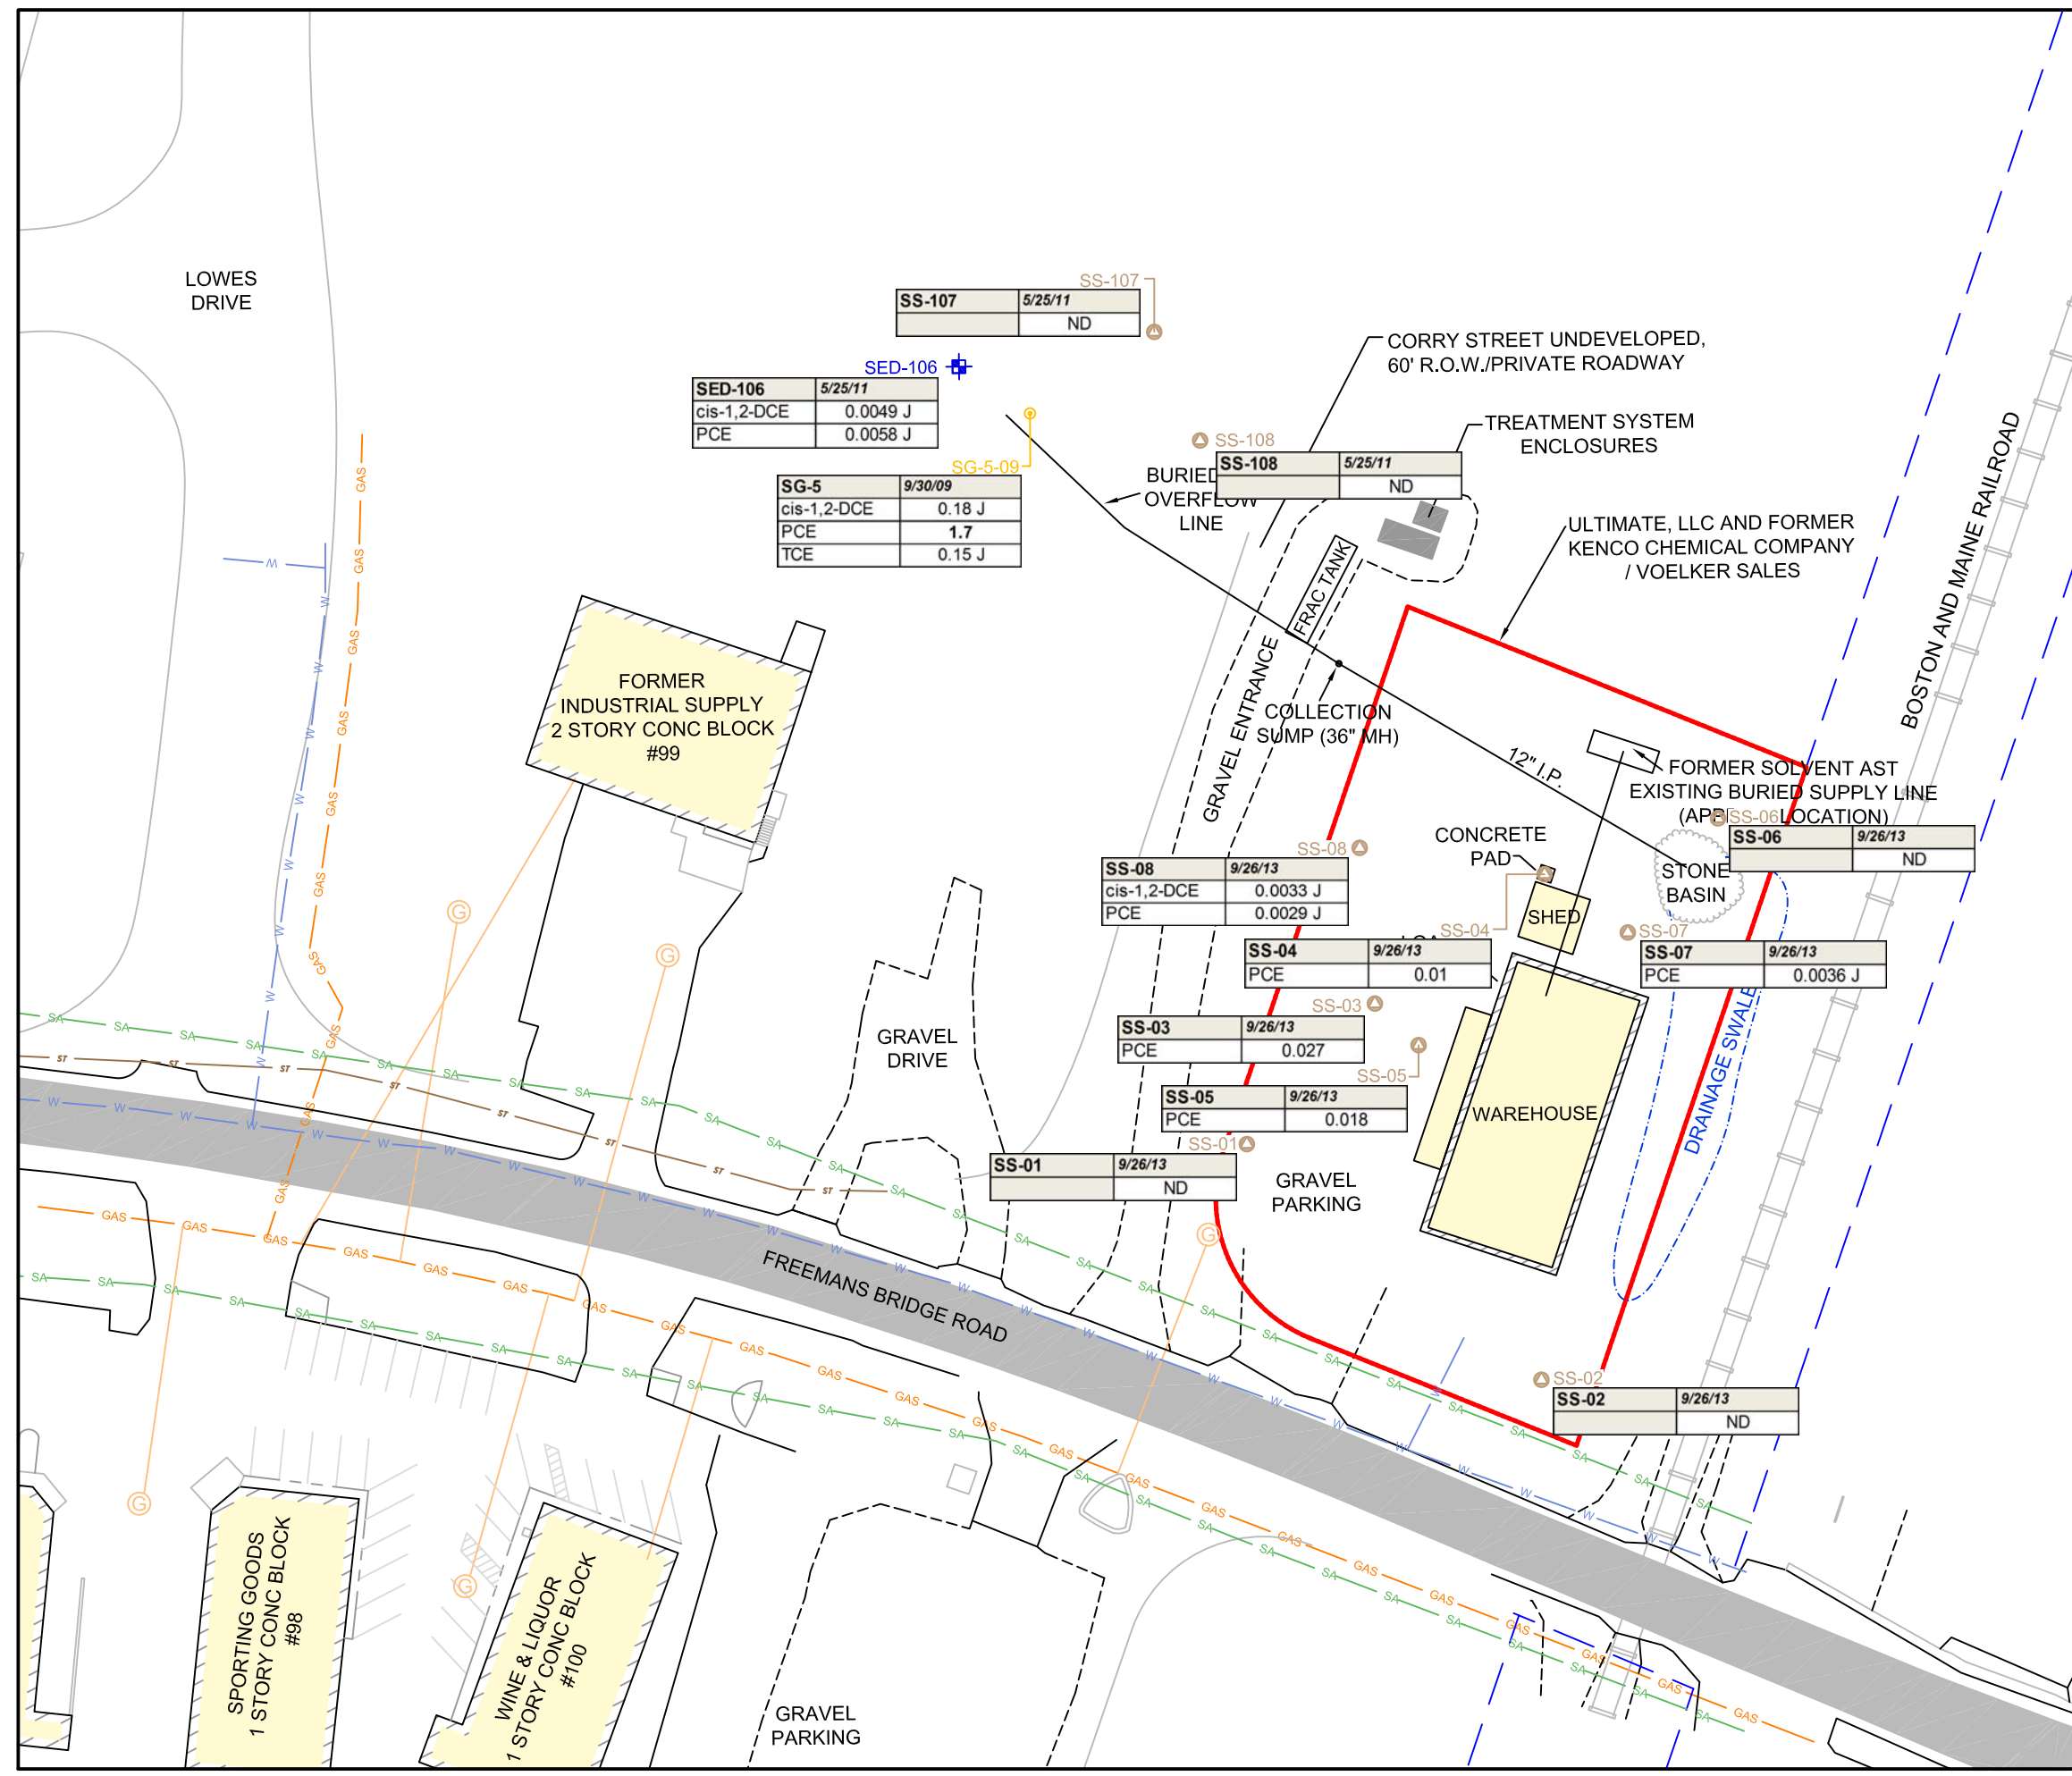 LOWES
DRIVE
SS-107
SS-107 5/25/11
ND
SED-106
SED-106 5/25/11
cis-1,2-DCE 0.0049 J
PCE 0.0058 J
SG-5-09
SG-5 9/30/09
cis-1,2-DCE 0.18 J
PCE 1.7
TCE 0.15 J
CORRY STREET UNDEVELOPED,
60' R.O.W./PRIVATE ROADWAY
TREATMENT SYSTEM
ENCLOSURES
SS-108
SS-108 5/25/11
ND
BURIED
OVERFLOW
LINE
ULTIMATE, LLC AND FORMER
KENCO CHEMICAL COMPANY
/ VOELKER SALES
BOSTON AND MAINE RAILROAD
FRAC TANK
GRAVEL ENTRANCE
COLLECTION
SUMP (36" MH)
12" I.P.
FORMER SOLVENT AST
EXISTING BURIED SUPPLY LINE
LOCATION)
FORMER
INDUSTRIAL SUPPLY
2 STORY CONC BLOCK
#99
SS-06
SS-06 9/26/13
ND
CONCRETE
PAD
STONE
BASIN
SHED
SS-08
SS-08 9/26/13
cis-1,2-DCE 0.0033 J
PCE 0.0029 J
SS-04
SS-04 9/26/13
PCE 0.01
SS-07
SS-07 9/26/13
PCE 0.0036 J
SS-03
SS-03 9/26/13
PCE 0.027
SS-05
SS-05 9/26/13
PCE 0.018
SS-01
SS-01 9/26/13
ND
GRAVEL
DRIVE
WAREHOUSE
DRAINAGE SWALE
GRAVEL
PARKING
FREEMANS BRIDGE ROAD
SS-02
SS-02 9/26/13
ND
SPORTING GOODS
1 STORY CONC BLOCK
#98
WINE & LIQUOR
1 STORY CONC BLOCK
#100
GRAVEL
PARKING
GAS
W
SA
ST
G